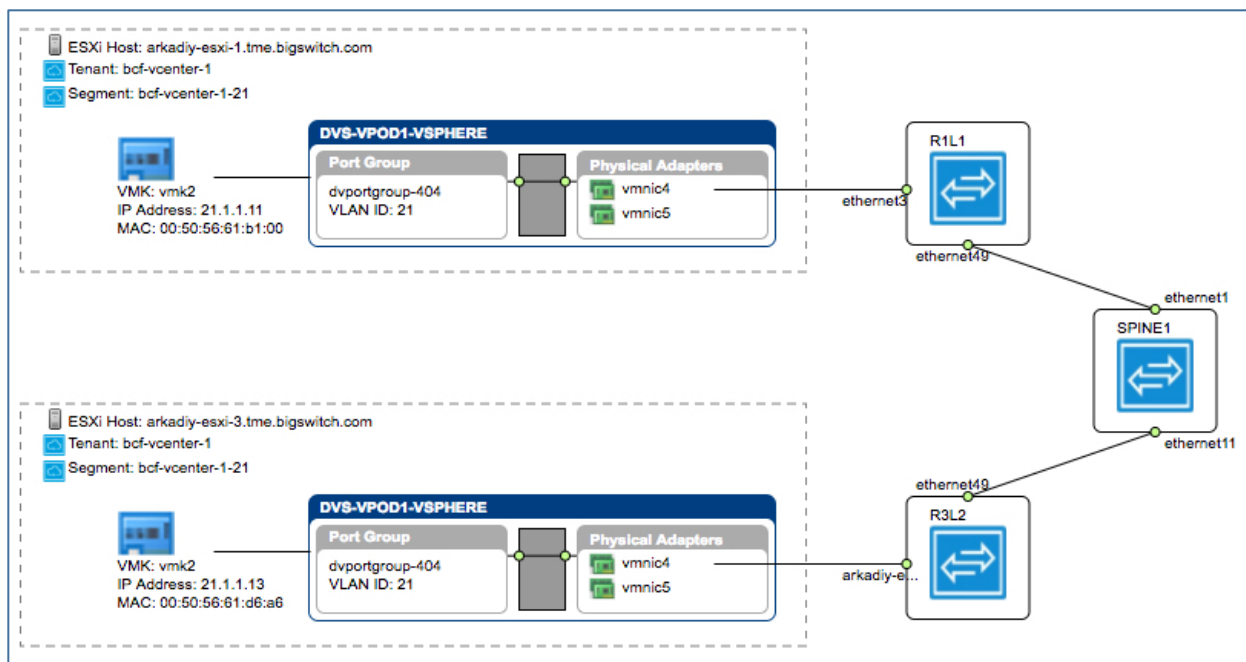 ESXi Host: arkadiy-esxi-1.tme.bigswitch.com
Tenant: bcf-vcenter-1
Segment: bcf-vcenter-1-21
DVS-VPOD1-VSPHERE
Port Group
Physical Adapters
dvportgroup-404
VLAN ID: 21
vmnic4
vmnic5
VMK: vmk2
IP Address: 21.1.1.11
MAC: 00:50:56:61:b1:00
R1L1
ethernet3
ethernet49
ethernet1
SPINE1
ethernet11
ESXi Host: arkadiy-esxi-3.tme.bigswitch.com
Tenant: bcf-vcenter-1
Segment: bcf-vcenter-1-21
DVS-VPOD1-VSPHERE
Port Group
Physical Adapters
dvportgroup-404
VLAN ID: 21
vmnic4
vmnic5
VMK: vmk2
IP Address: 21.1.1.13
MAC: 00:50:56:61:d6:a6
ethernet49
R3L2
arkadiy-e...